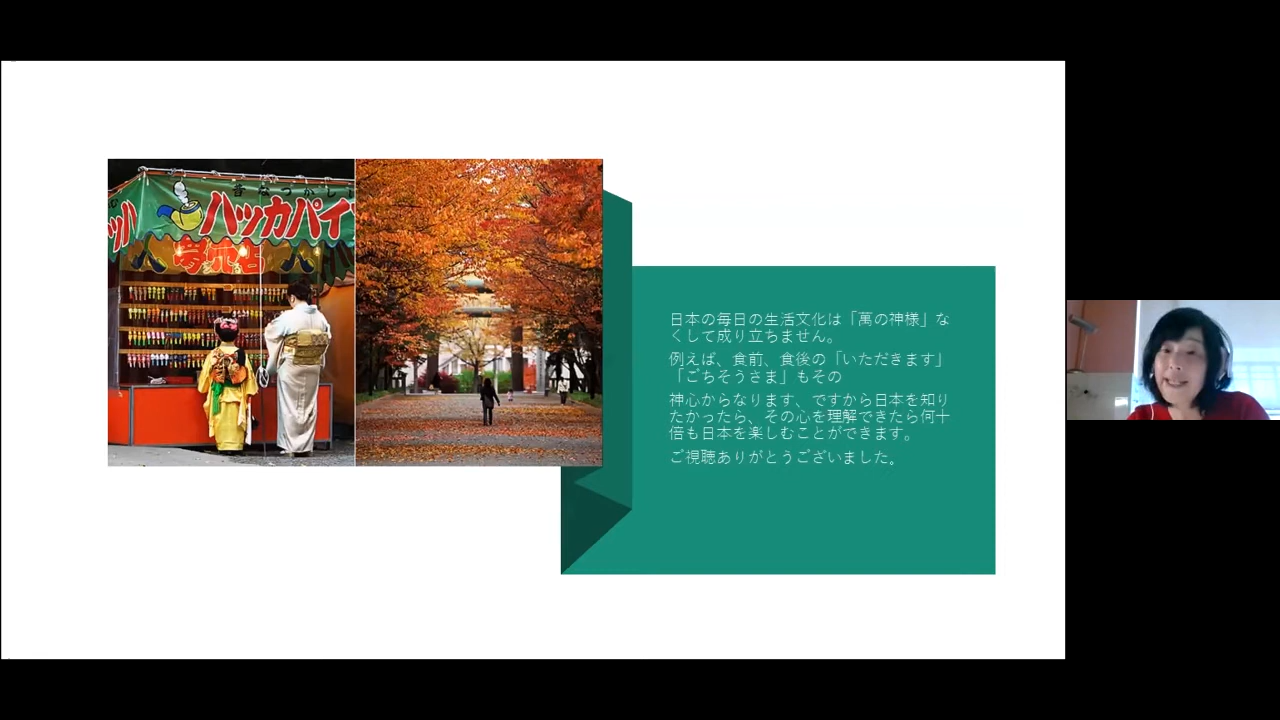 昔なつかし
ハッカパイ
日本の毎日の生活文化は「萬の神様」な
くして成り立ちません。
例えば、食前、食後の「いただきます」
「ごちそうさま」もその
神心からなります、ですから日本を知り
たかったら、その心を理解できたら何十
倍も日本を楽しむことができます。
ご視聴ありがとうございました。